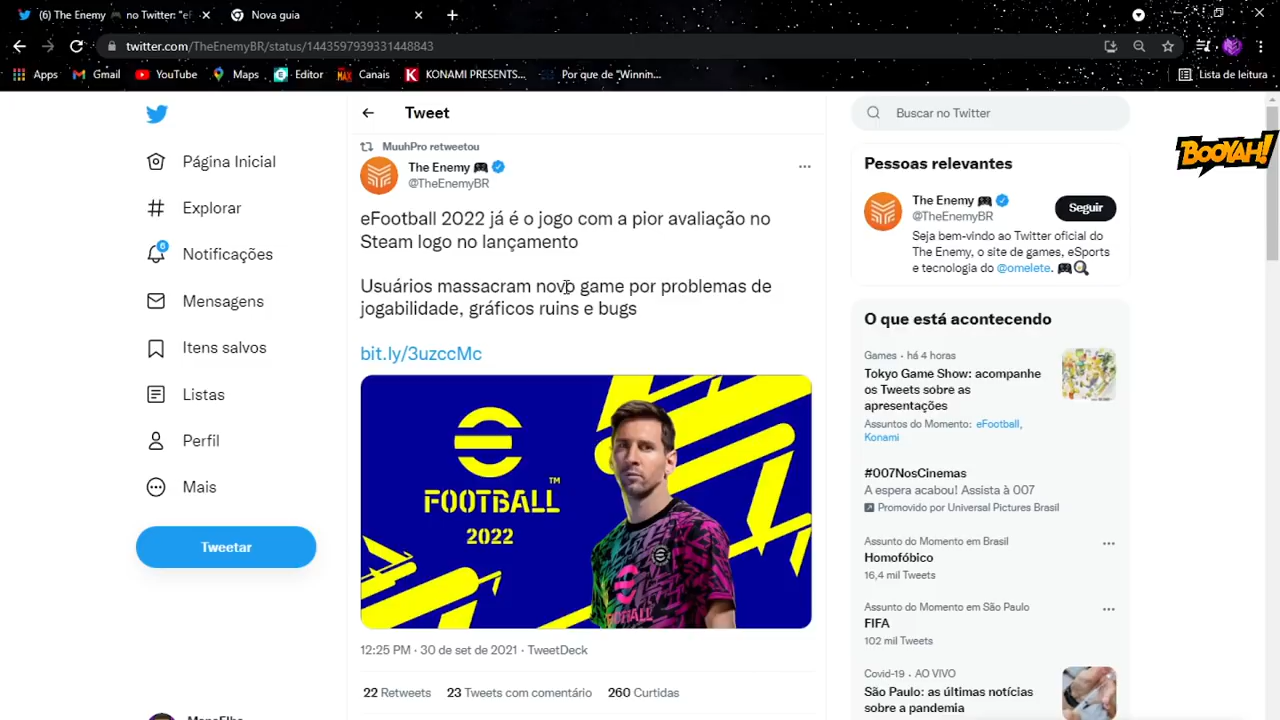 (6) The Enemy 🎮 no Twitter: "eF
Nova guia
twitter.com/TheEnemyBR/status/1443597939331448843
Apps
Gmail
YouTube
Maps
Editor
MAX
Canais
K
KONAMI PRESENTS...
Por que de "Winnin...
Lista de leitura
Tweet
Buscar no Twitter
MuuhPro retweetou
The Enemy 🎮
@TheEnemyBR
eFootball 2022 já é o jogo com a pior avaliação no
Steam logo no lançamento
Usuários massacram novo game por problemas de
jogabilidade, gráficos ruins e bugs
bit.ly/3uzccMc
FOOTBALL™
2022
12:25 PM · 30 de set de 2021 · TweetDeck
22 Retweets 23 Tweets com comentário 260 Curtidas
Página Inicial
Explorar
6
Notificações
Mensagens
Itens salvos
Listas
Perfil
Mais
Tweetar
BOOYAH!
Pessoas relevantes
The Enemy 🎮
@TheEnemyBR
Seguir
Seja bem-vindo ao Twitter oficial do
The Enemy, o site de games, eSports
e tecnologia do @omelete. 🎮🔍
O que está acontecendo
Games · há 4 horas
Tokyo Game Show: acompanhe
os Tweets sobre as
apresentações
Assuntos do Momento: eFootball,
Konami
#007NosCinemas
A espera acabou! Assista à 007
Promovido por Universal Pictures Brasil
Assunto do Momento em Brasil
Homofóbico
16,4 mil Tweets
Assunto do Momento em São Paulo
FIFA
102 mil Tweets
Covid-19 · AO VIVO
São Paulo: as últimas notícias
sobre a pandemia